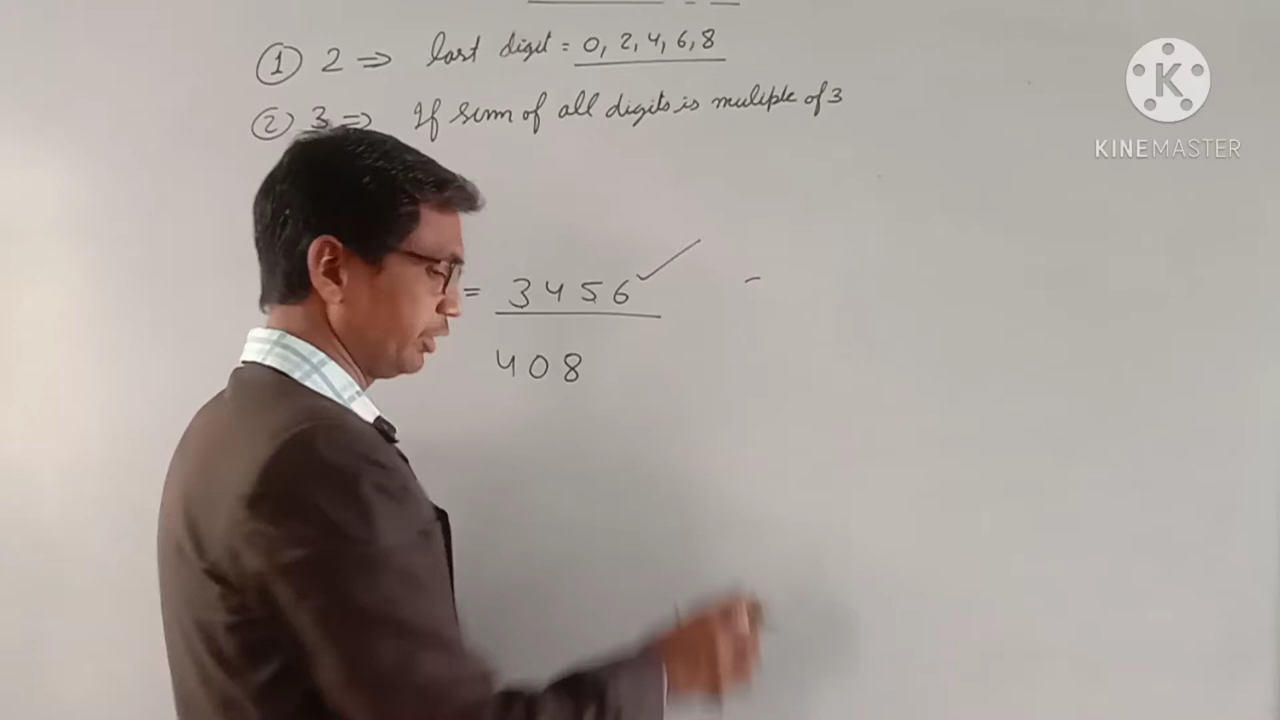 ① 2 ⇒ last digit = 0, 2, 4, 6, 8
② 3 ⇒ If sum of all digits is muliple of 3
= 3456 ✓ -
408
K
KINEMASTER